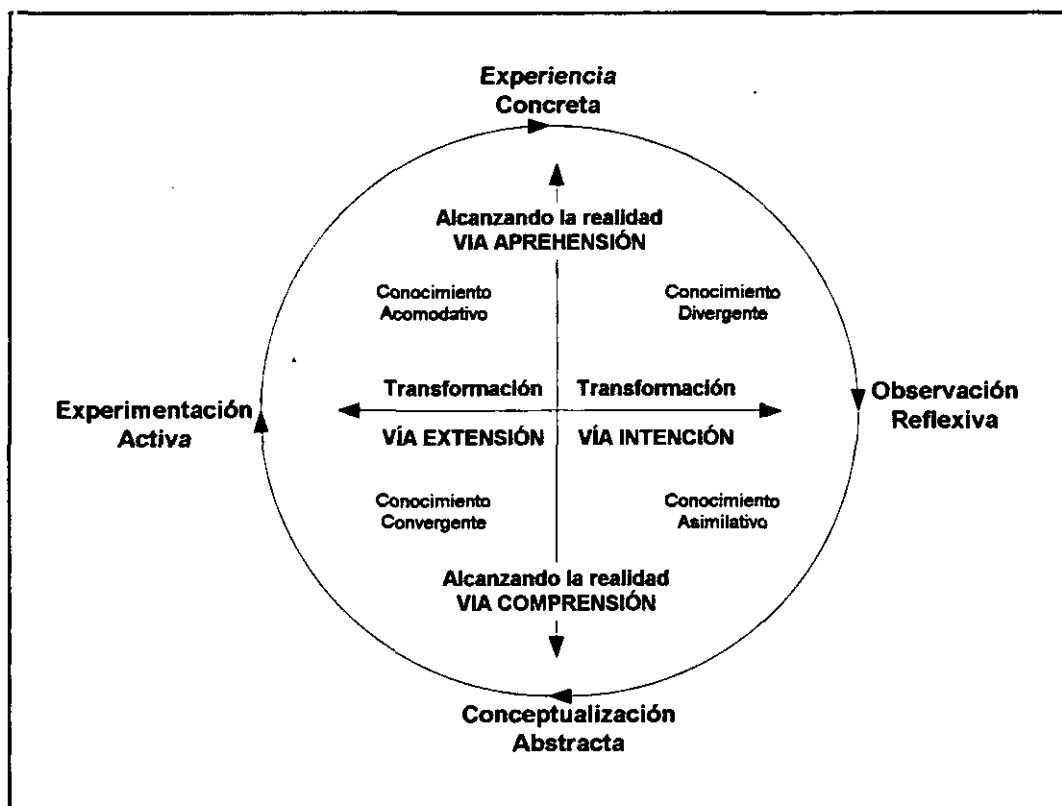 Experiencia
Concreta
Alcanzando la realidad
VIA APREHENSIÓN
Conocimiento
Acomodativo
Conocimiento
Divergente
Transformación
VÍA EXTENSIÓN
Transformación
VÍA INTENCIÓN
Experimentación
Activa
Observación
Reflexiva
Conocimiento
Convergente
Conocimiento
Asimilativo
Alcanzando la realidad
VIA COMPRENSIÓN
Conceptualización
Abstracta